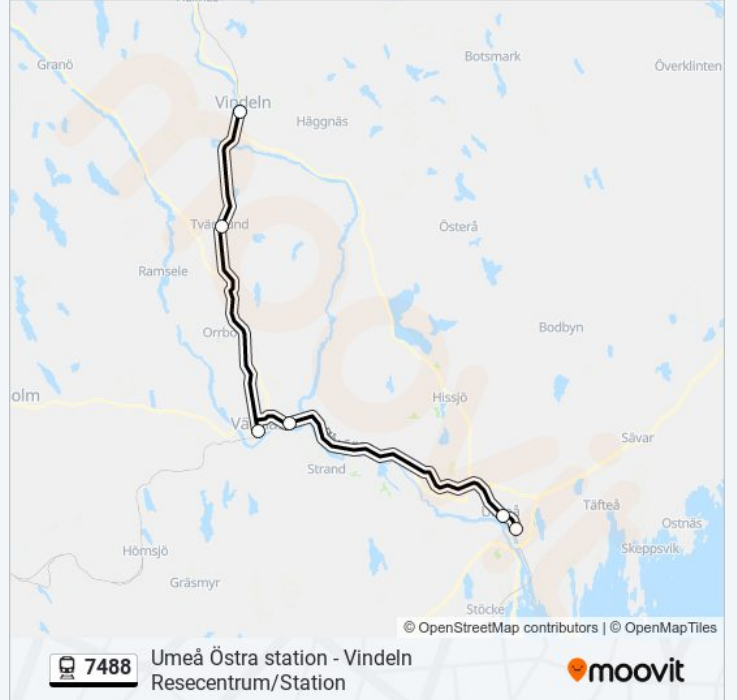 Granö
Botsmark
Överklinten
Vindeln
Häggnäs
Österå
Ramsele
Bodbyn
Orrbö
olm
Hissjö
Sävar
Strand
Täfteå
Ostnäs
Skeppsvik
Hömsjö
Gräsmyr
Stöcke
© OpenStreetMap contributors | © OpenMapTiles
7488
Umeå Östra station - Vindeln
Resecentrum/Station
moovit